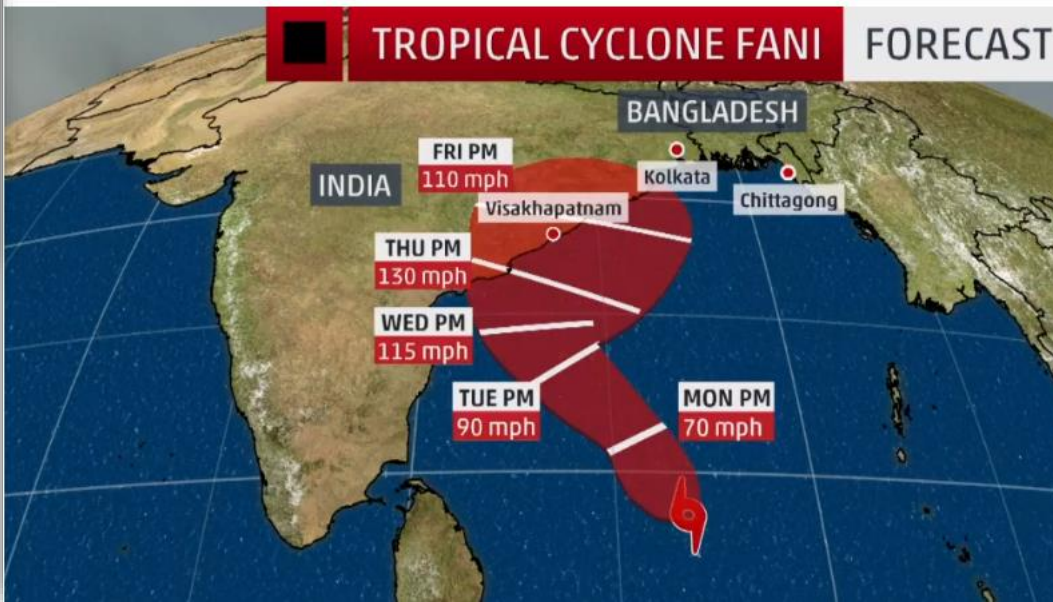 TROPICAL CYCLONE FANI FORECAST
BANGLADESH
FRI PM
110 mph
INDIA
Kolkata
Visakhapatnam
Chittagong
THU PM
130 mph
WED PM
115 mph
TUE PM
90 mph
MON PM
70 mph